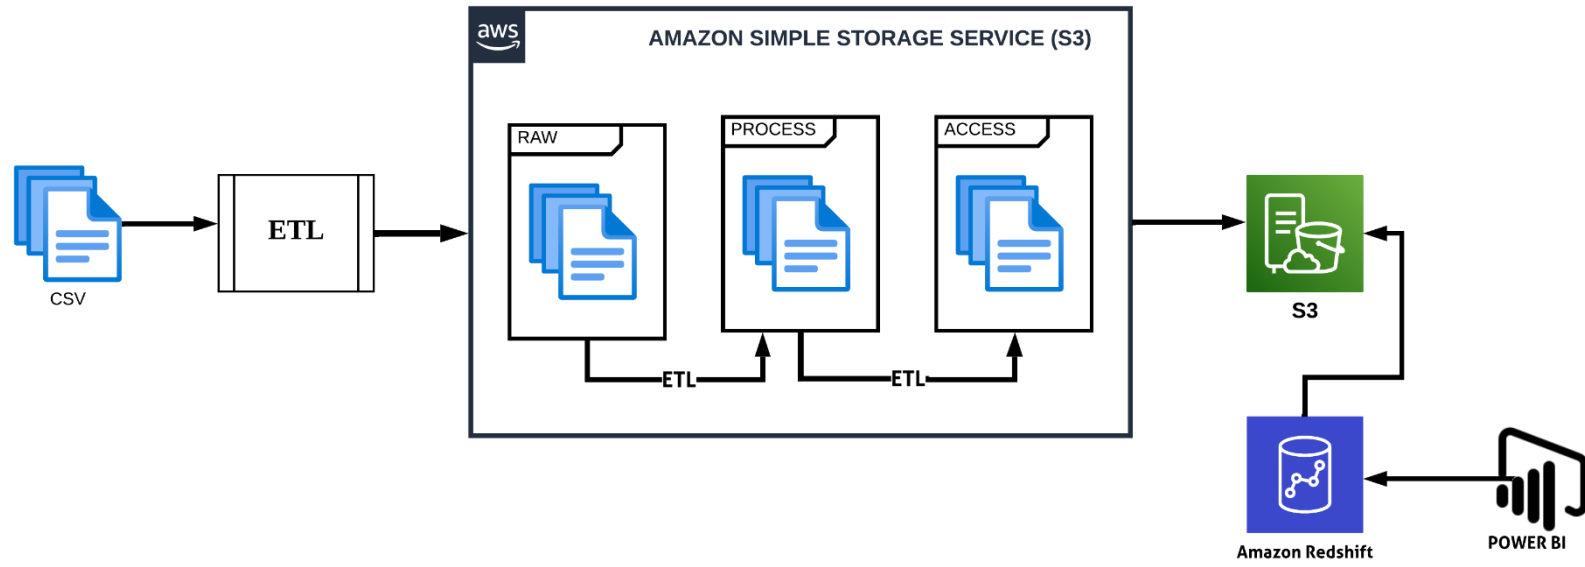 aws
AMAZON SIMPLE STORAGE SERVICE (S3)
RAW
PROCESS
ACCESS
CSV
ETL
ETL
ETL
S3
Amazon Redshift
POWER BI